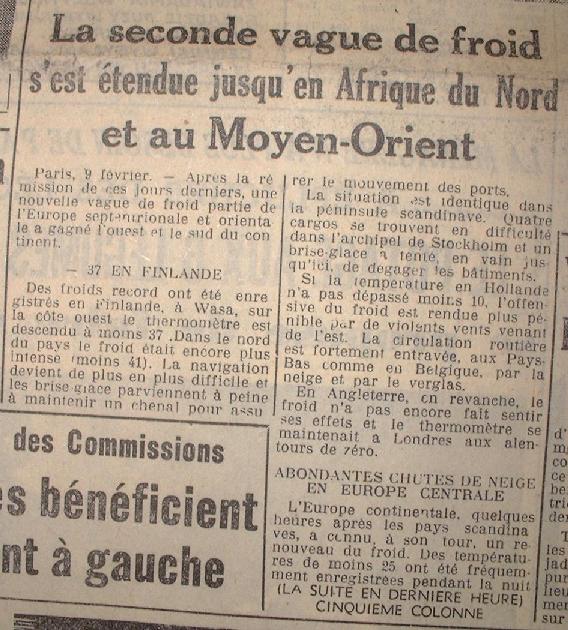 La seconde vague de froid
s'est étendue jusqu'en Afrique du Nord
et au Moyen-Orient
Paris, 9 février. — Après la ré
mission de ces jours derniers, une
nouvelle vague de froid partie de
l'Europe septentrionale et orienta
le a gagné l'ouest et le sud du con
tinent.
— 37 EN FINLANDE
Des froids record ont été enre
gistrés en Finlande, à Wasa, sur
la côte ouest le thermomètre est
descendu à moins 37 .Dans le nord
du pays le froid était encore plus
intense (moins 41). La navigation
devient de plus en plus difficile et
les brise-glace parviennent à peine
à maintenir un chenal pour assu
rer le mouvement des ports.
La situation est identique dans
la péninsule scandinave. Quatre
cargos se trouvent en difficulté
dans l'archipel de Stockholm et un
brise-glace a tenté, en vain jus
qu'ici, de dégager les bâtiments.
Si la température en Hollande
n'a pas dépassé moins 10, l'offen-
sive du froid est rendue plus pé-
nible par de violents vents venant
de l'est. La circulation routière
est fortement entravée, aux Pays-
Bas comme en Belgique, par la
neige et par le verglas.
En Angleterre, en revanche, le
froid n'a pas encore fait sentir
ses effets et le thermomètre se
maintenait à Londres aux alen-
tours de zéro.
ABONDANTES CHUTES DE NEIGE
EN EUROPE CENTRALE
L'Europe continentale, quelques
heures après les pays scandina
ves, a connu, à son tour, un re-
nouveau du froid. Des températu-
res de moins 25 ont été fréquem-
ment enregistrées pendant la nuit
(LA SUITE EN DERNIERE HEURE)
CINQUIEME COLONNE
des Commissions
es bénéficient
nt à gauche